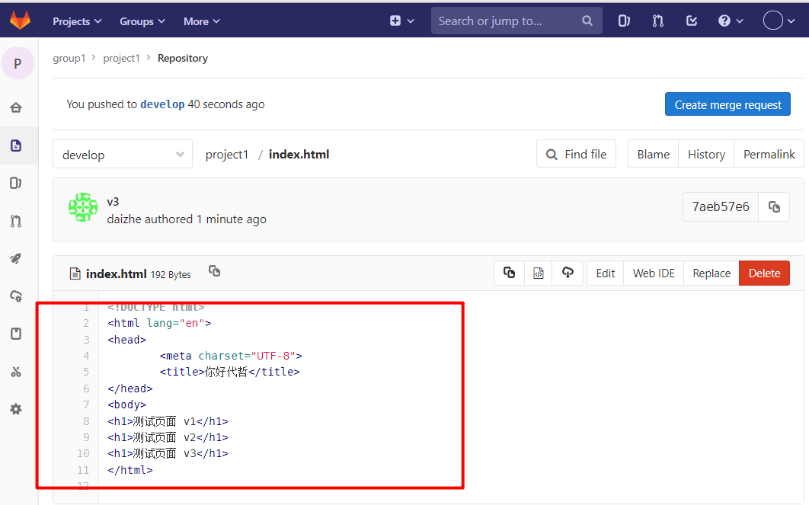 Projects Groups More Search or jump to...
P
group1 > project1 > Repository
You pushed to develop 40 seconds ago Create merge request
develop project1 / index.html Find file Blame History Permalink
v3
daizhe authored 1 minute ago 7aeb57e6
index.html 192 Bytes Edit Web IDE Replace Delete
1 <!DOCTYPE html>
2 <html lang="en">
3 <head>
4 <meta charset="UTF-8">
5 <title>你好代哲</title>
6 </head>
7 <body>
8 <h1>测试页面 v1</h1>
9 <h1>测试页面 v2</h1>
10 <h1>测试页面 v3</h1>
11 </html>
12